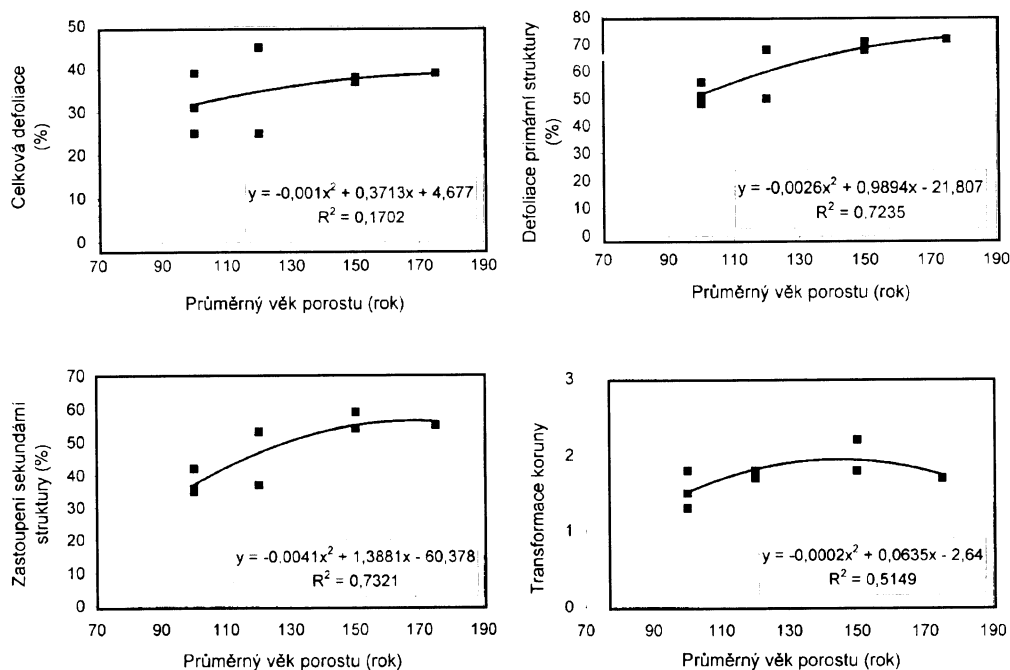 Celková defoliace
(%)
50
40
30
20
10
0
y = -0,001x² + 0,3713x + 4,677
R² = 0,1702
70 90 110 130 150 170 190
Průměrný věk porostu (rok)
Defoliace primární struktury
(%)
80
70
60
50
40
30
20
10
0
y = -0,0026x² + 0,9894x - 21,807
R² = 0,7235
70 90 110 130 150 170 190
Průměrný věk porostu (rok)
Zastoupení sekundární
struktury (%)
70
60
50
40
30
20
10
0
y = -0,0041x² + 1,3881x - 60,378
R² = 0,7321
70 90 110 130 150 170 190
Průměrný věk porostu (rok)
Transformace koruny
3
2
1
0
y = -0,0002x² + 0,0635x - 2,64
R² = 0,5149
70 90 110 130 150 170 190
Průměrný věk porostu (rok)